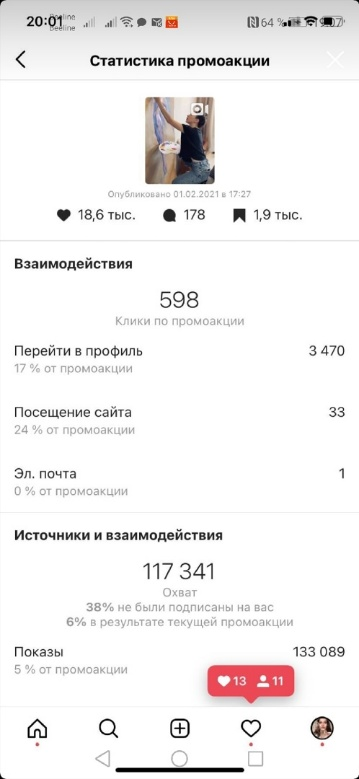 20:01
Beeline
Beeline
64 %
Статистика промоакции
Опубликовано 01.02.2021 в 17:27
18,6 тыс.
178
1,9 тыс.
Взаимодействия
598
Клики по промоакции
Перейти в профиль
3 470
17 % от промоакции
Посещение сайта
33
24 % от промоакции
Эл. почта
1
0 % от промоакции
Источники и взаимодействия
117 341
Охват
38% не были подписаны на вас
6% в результате текущей промоакции
Показы
133 089
5 % от промоакции
13
11